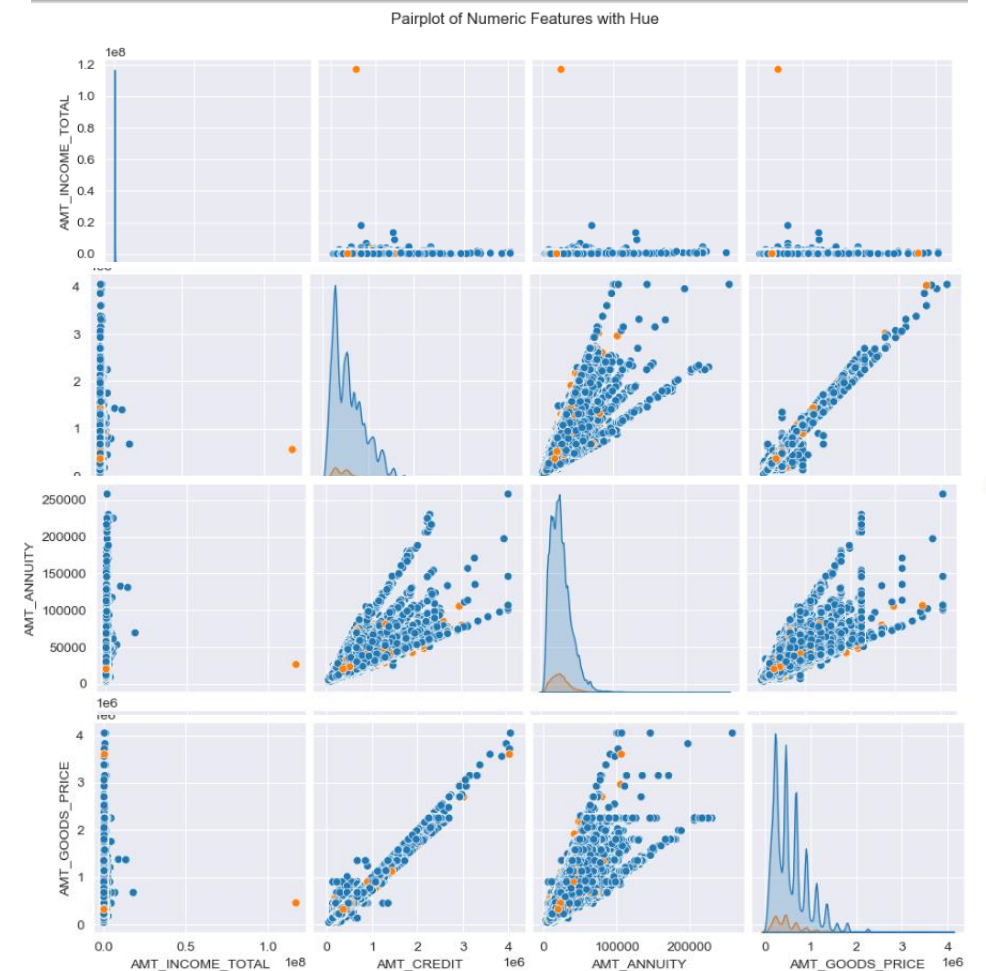 Pairplot of Numeric Features with Hue
1e8
1.2
1.0
0.8
0.6
0.4
0.2
0.0
AMT_INCOME_TOTAL
4
3
2
1
250000
200000
150000
100000
50000
0
AMT_ANNUITY
1e6
4
3
2
1
0
AMT_GOODS_PRICE
0.0 0.5 1.0 0 1 2 3 4 0 100000 200000 0 1 2 3 4
AMT_INCOME_TOTAL 1e8 AMT_CREDIT 1e6 AMT_ANNUITY AMT_GOODS_PRICE 1e6